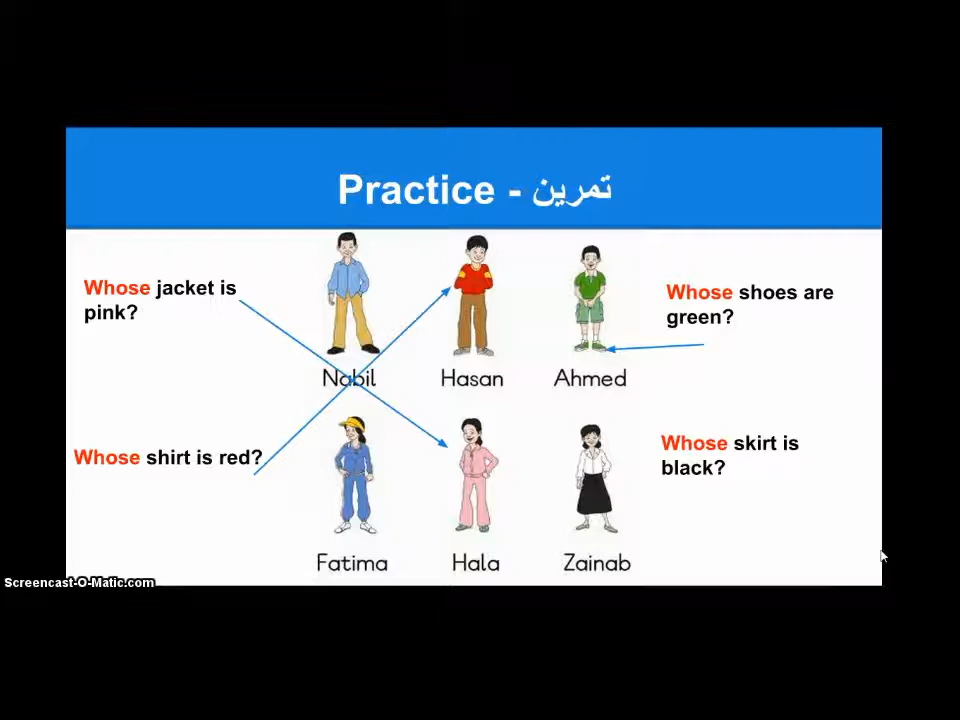 Practice - تمرين
Whose jacket is
pink?
Whose shoes are
green?
Nabil
Hasan
Ahmed
Whose shirt is red?
Whose skirt is
black?
Fatima
Hala
Zainab
Screencast-O-Matic.com